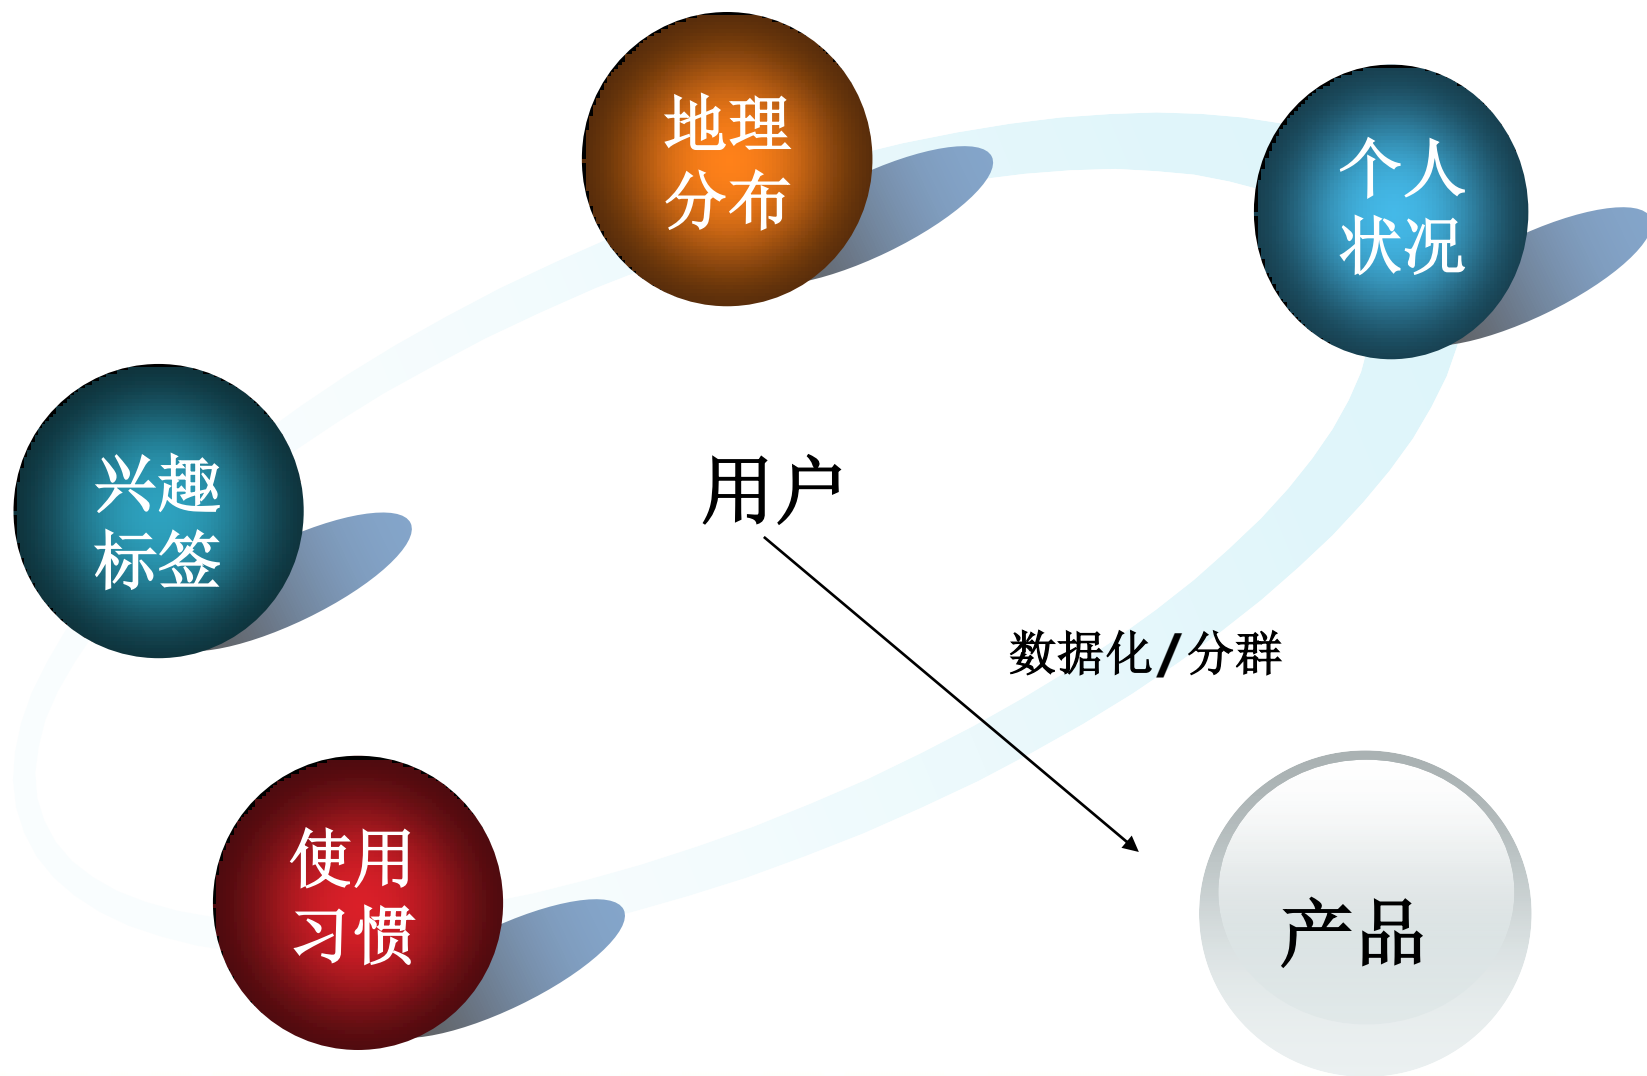 地理
分布
个人
状况
兴趣
标签
用户
数据化/分群
使用
习惯
产品